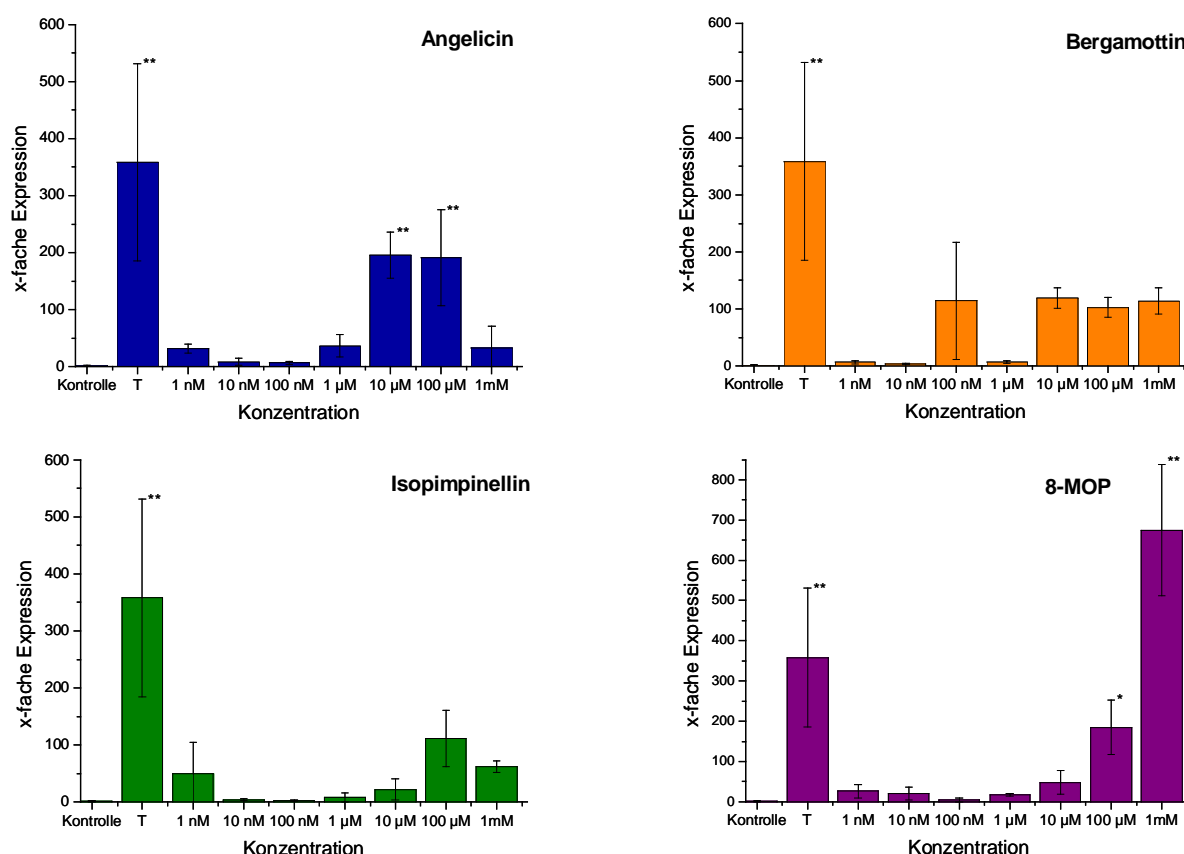 Angelicin
x-fache Expression
600
500
400
300
200
100
0
**
**
**
Kontrolle T 1 nM 10 nM 100 nM 1 µM 10 µM 100 µM 1mM
Konzentration
Bergamottin
x-fache Expression
600
500
400
300
200
100
0
**
Kontrolle T 1 nM 10 nM 100 nM 1 µM 10 µM 100 µM 1mM
Konzentration
Isopimpinellin
x-fache Expression
600
500
400
300
200
100
0
**
Kontrolle T 1 nM 10 nM 100 nM 1 µM 10 µM 100 µM 1mM
Konzentration
8-MOP
x-fache Expression
800
700
600
500
400
300
200
100
0
**
*
**
Kontrolle T 1 nM 10 nM 100 nM 1 µM 10 µM 100 µM 1mM
Konzentration